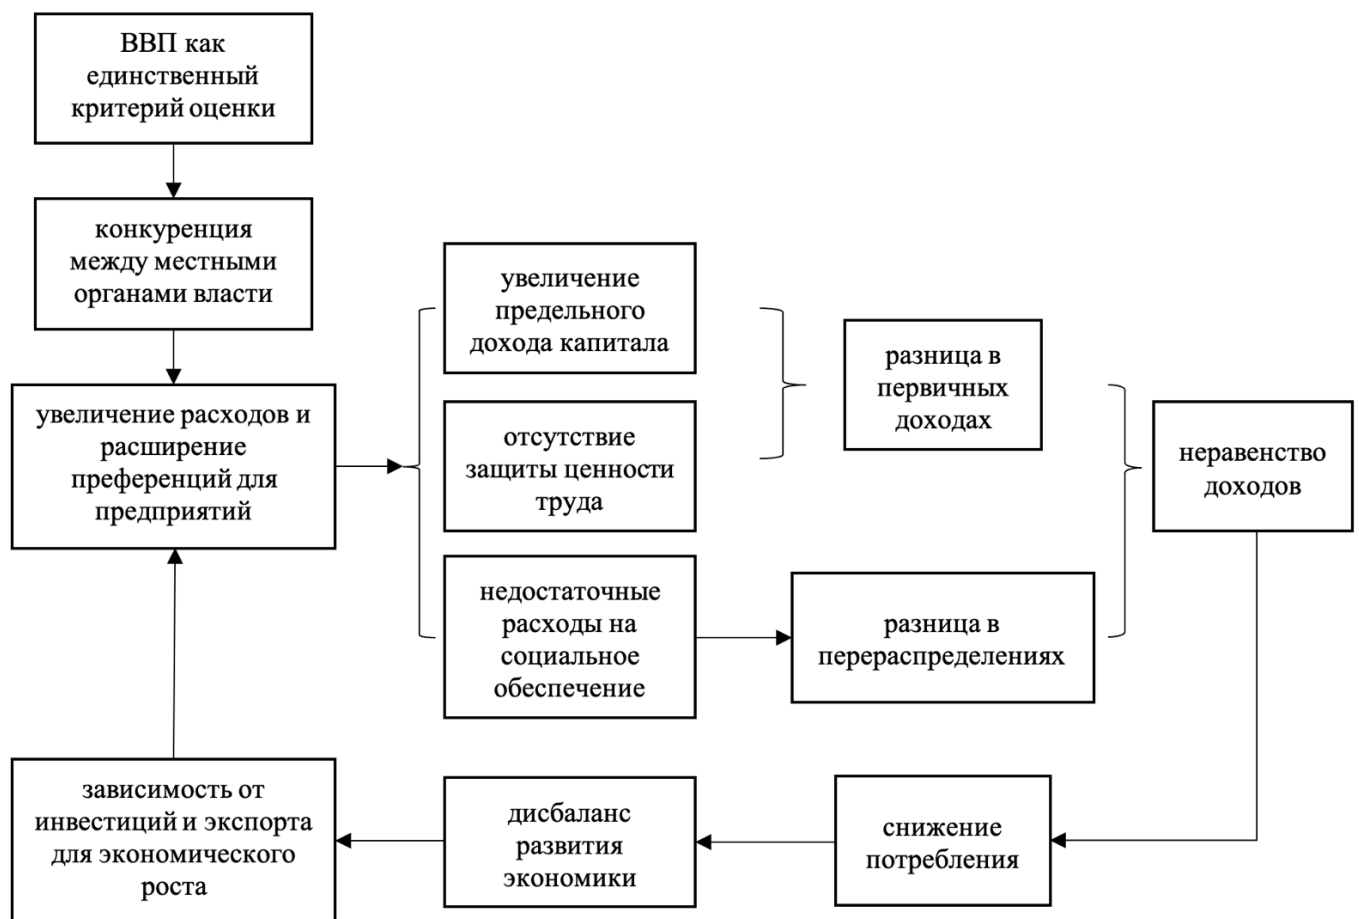 ВВП как
единственный
критерий оценки
конкуренция
между местными
органами власти
увеличение расходов и
расширение
преференций для
предприятий
увеличение
предельного
дохода капитала
отсутствие
защиты ценности
труда
недостаточные
расходы на
социальное
обеспечение
разница в
первичных
доходах
разница в
перераспределениях
неравенство
доходов
снижение
потребления
дисбаланс
развития
экономики
зависимость от
инвестиций и экспорта
для экономического
роста